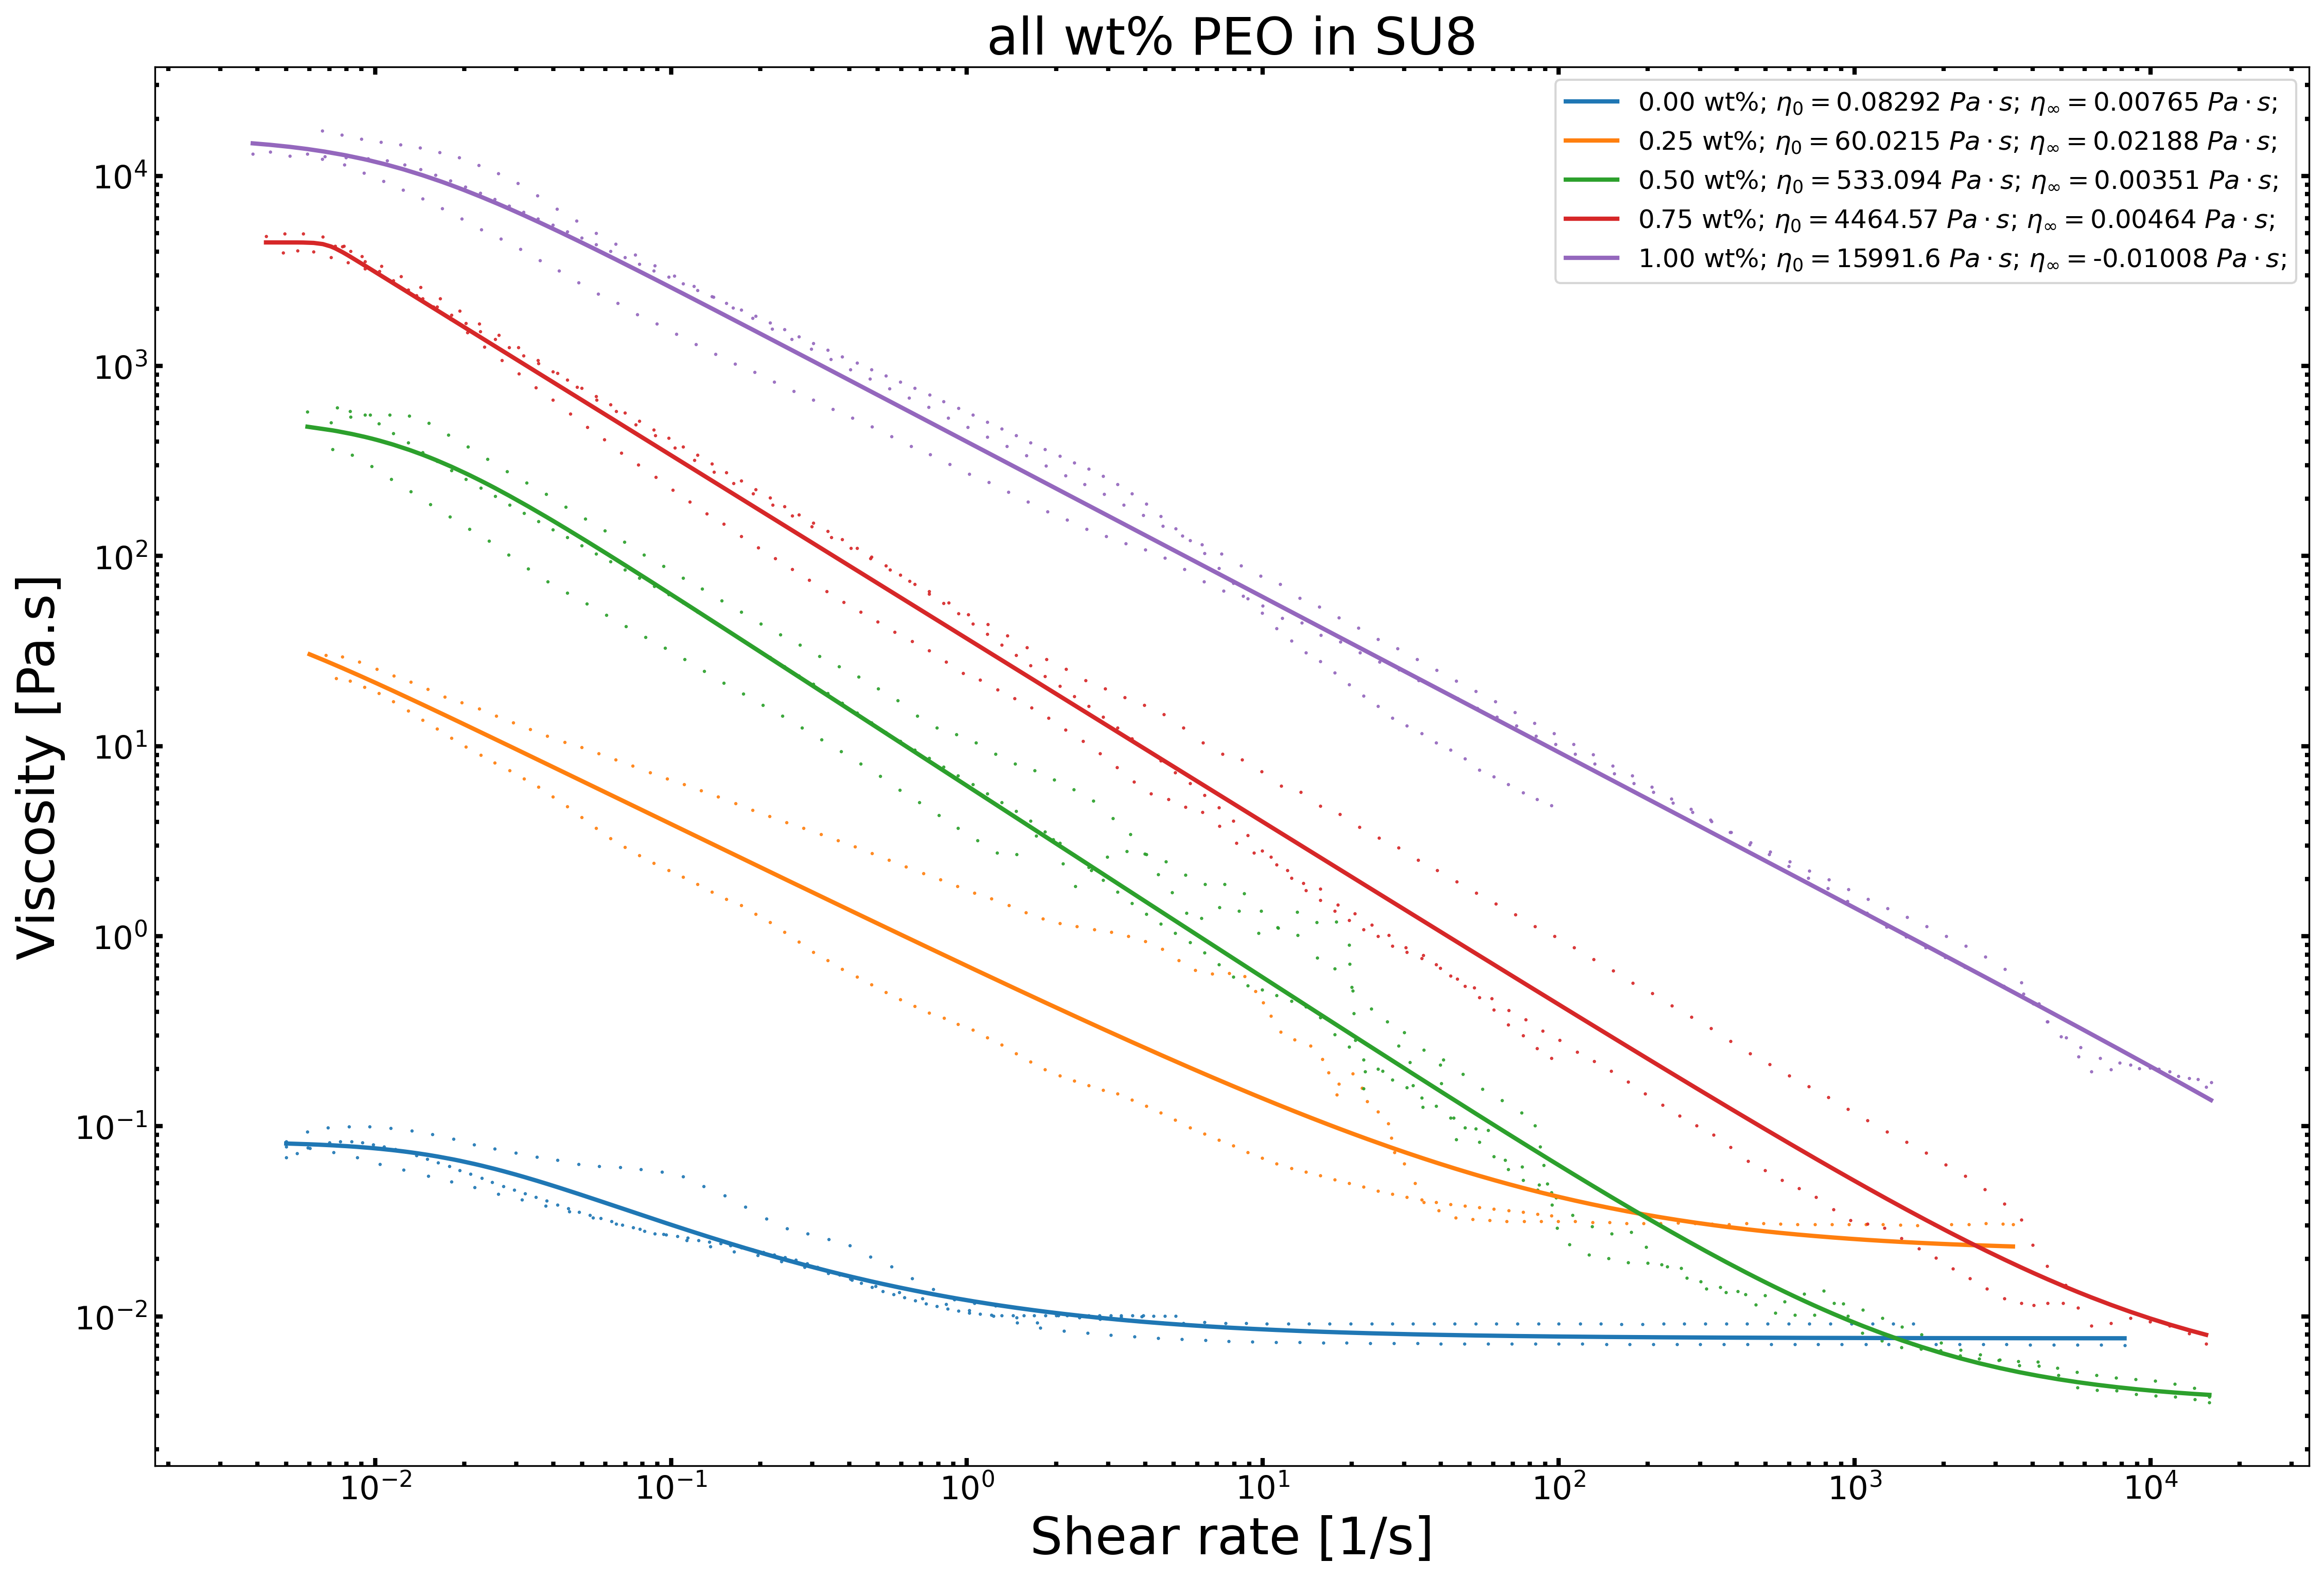 all wt% PEO in SU8
0.00 wt%; η₀ = 0.08292 Pa · s; η∞ = 0.00765 Pa · s;
0.25 wt%; η₀ = 60.0215 Pa · s; η∞ = 0.02188 Pa · s;
0.50 wt%; η₀ = 533.094 Pa · s; η∞ = 0.00351 Pa · s;
0.75 wt%; η₀ = 4464.57 Pa · s; η∞ = 0.00464 Pa · s;
1.00 wt%; η₀ = 15991.6 Pa · s; η∞ = -0.01008 Pa · s;
Viscosity [Pa.s]
10⁴
10³
10²
10¹
10⁰
10⁻¹
10⁻²
10⁻² 10⁻¹ 10⁰ 10¹ 10² 10³ 10⁴
Shear rate [1/s]